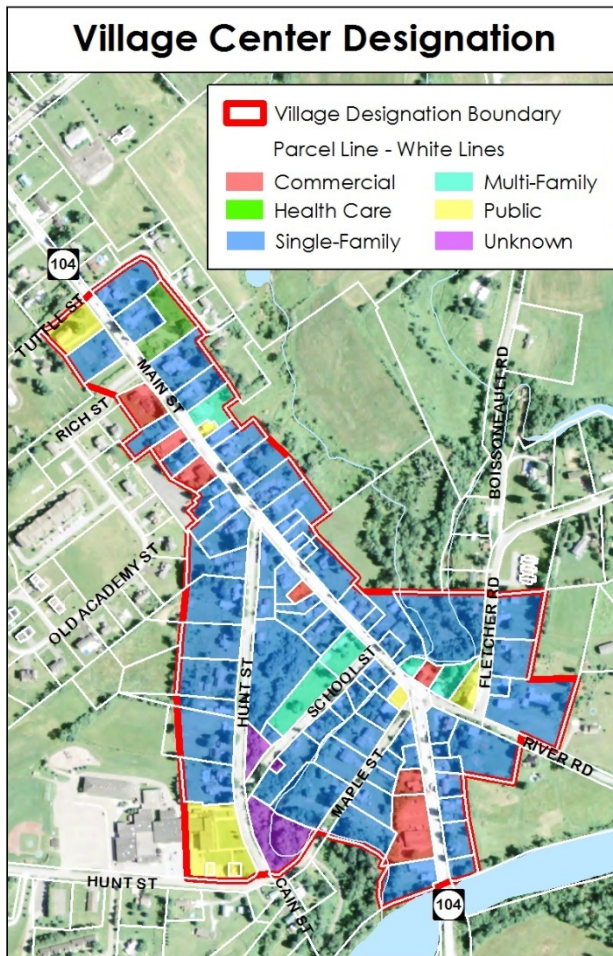 Village Center Designation
Village Designation Boundary
Parcel Line - White Lines
Commercial
Multi-Family
Health Care
Public
Single-Family
Unknown
104
TUTTLE ST
MAIN ST
RICH ST
BOISSONEAULT RD
OLD ACADEMY ST
HUNT ST
SCHOOL ST
FLETCHER RD
MAPLE ST
RIVER RD
HUNT ST
CAIN ST
104